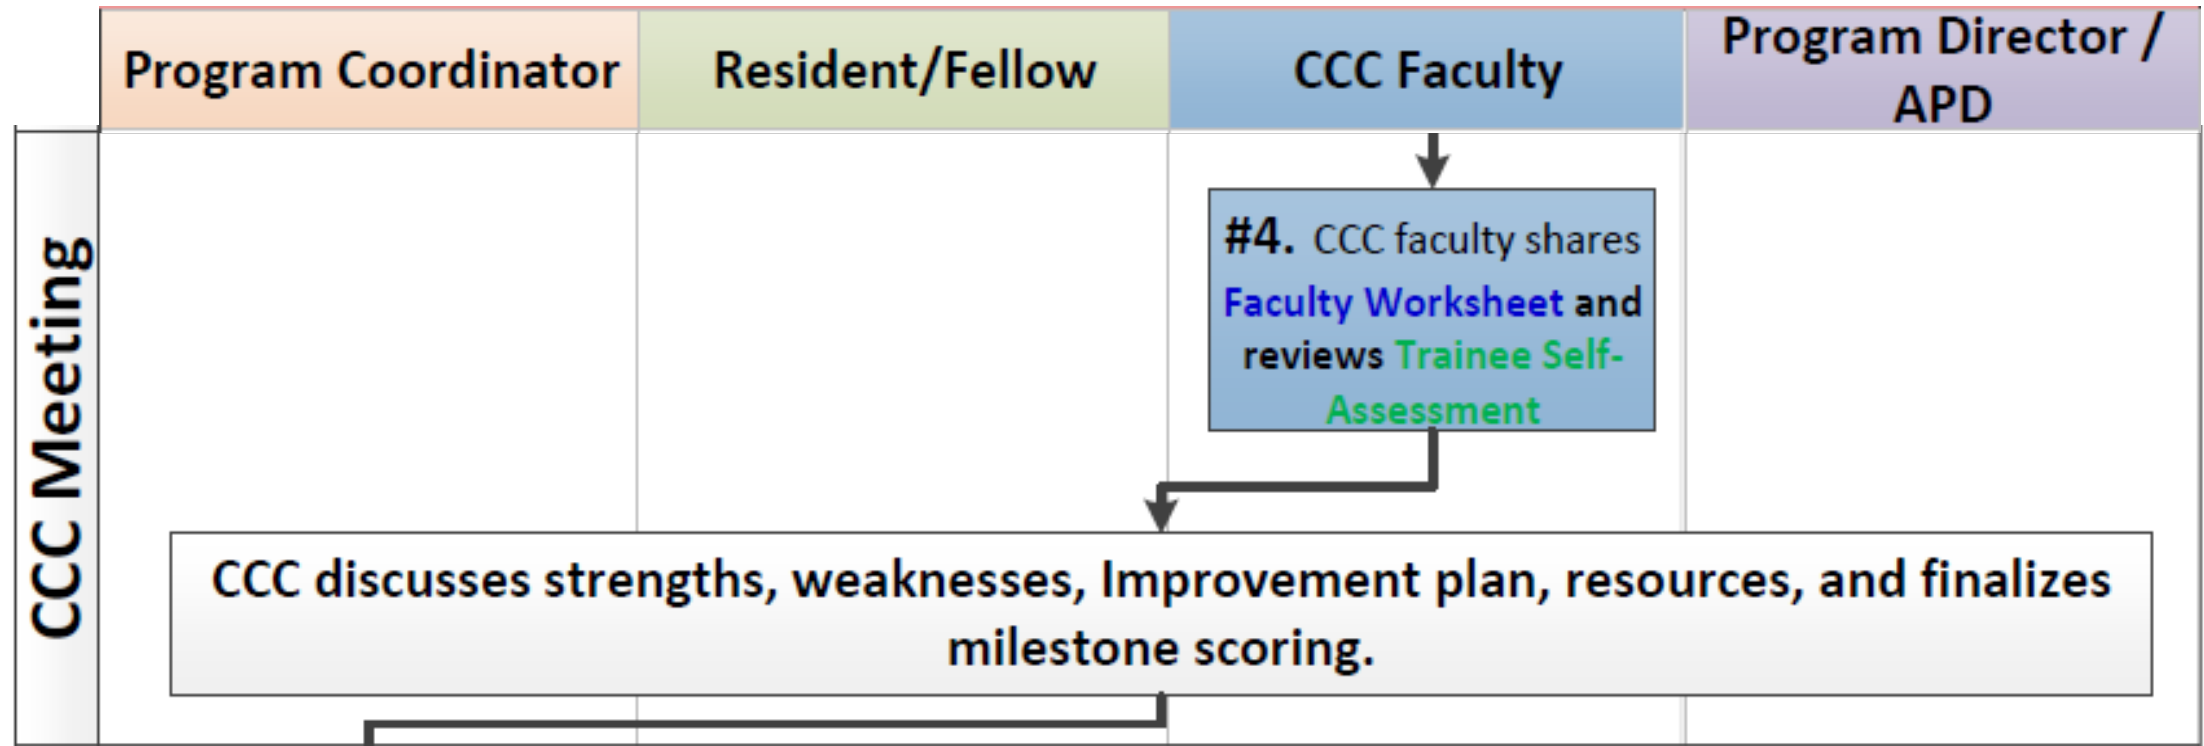 Program Coordinator
Resident/Fellow
CCC Faculty
Program Director /
APD
CCC Meeting
#4. CCC faculty shares
Faculty Worksheet and
reviews Trainee Self-
Assessment
CCC discusses strengths, weaknesses, Improvement plan, resources, and finalizes
milestone scoring.